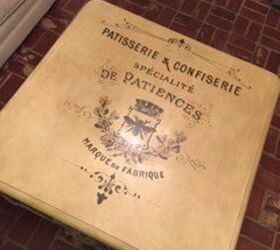 PATISSERIE & CONFISERIE
SPÉCIALITÉ
DE PATIENCES
MARQUE DE FABRIQUE